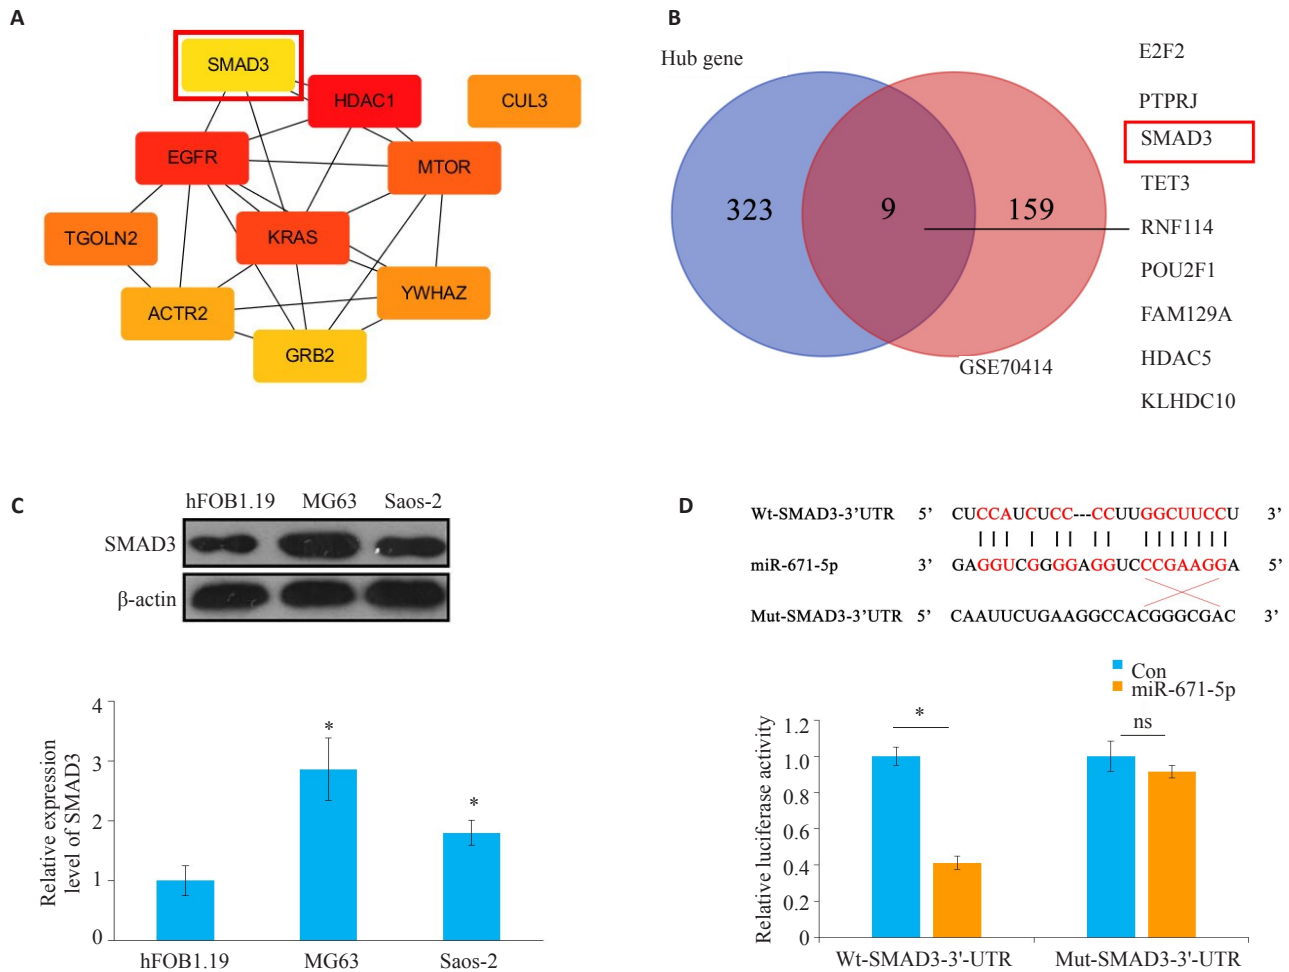 A
SMAD3
HDAC1
CUL3
EGFR
MTOR
TGOLN2
KRAS
ACTR2
YWHAZ
GRB2
B
Hub gene
323
9
159
GSE70414
E2F2
PTPRJ
SMAD3
TET3
RNF114
POU2F1
FAM129A
HDAC5
KLHDC10
C
hFOB1.19 MG63 Saos-2
SMAD3
β-actin
Relative expression
level of SMAD3
4
3
2
1
0
*
*
hFOB1.19 MG63 Saos-2
D
Wt-SMAD3-3’UTR 5’ CUCCAUCUCC---CCUUGGCUUCCU 3’
miR-671-5p 3’ GAGGUCGGGGAGGUCCCGAAGGA 5’
Mut-SMAD3-3’UTR 5’ CAAUUCUGAAGGCCACGGGCGAC 3’
Con
miR-671-5p
Relative luciferase activity
1.2
1.0
0.8
0.6
0.4
0.2
0
*
ns
Wt-SMAD3-3'-UTR Mut-SMAD3-3'-UTR